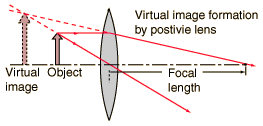 Virtual image formation
by postivie lens
Virtual
image
Object
Focal
length